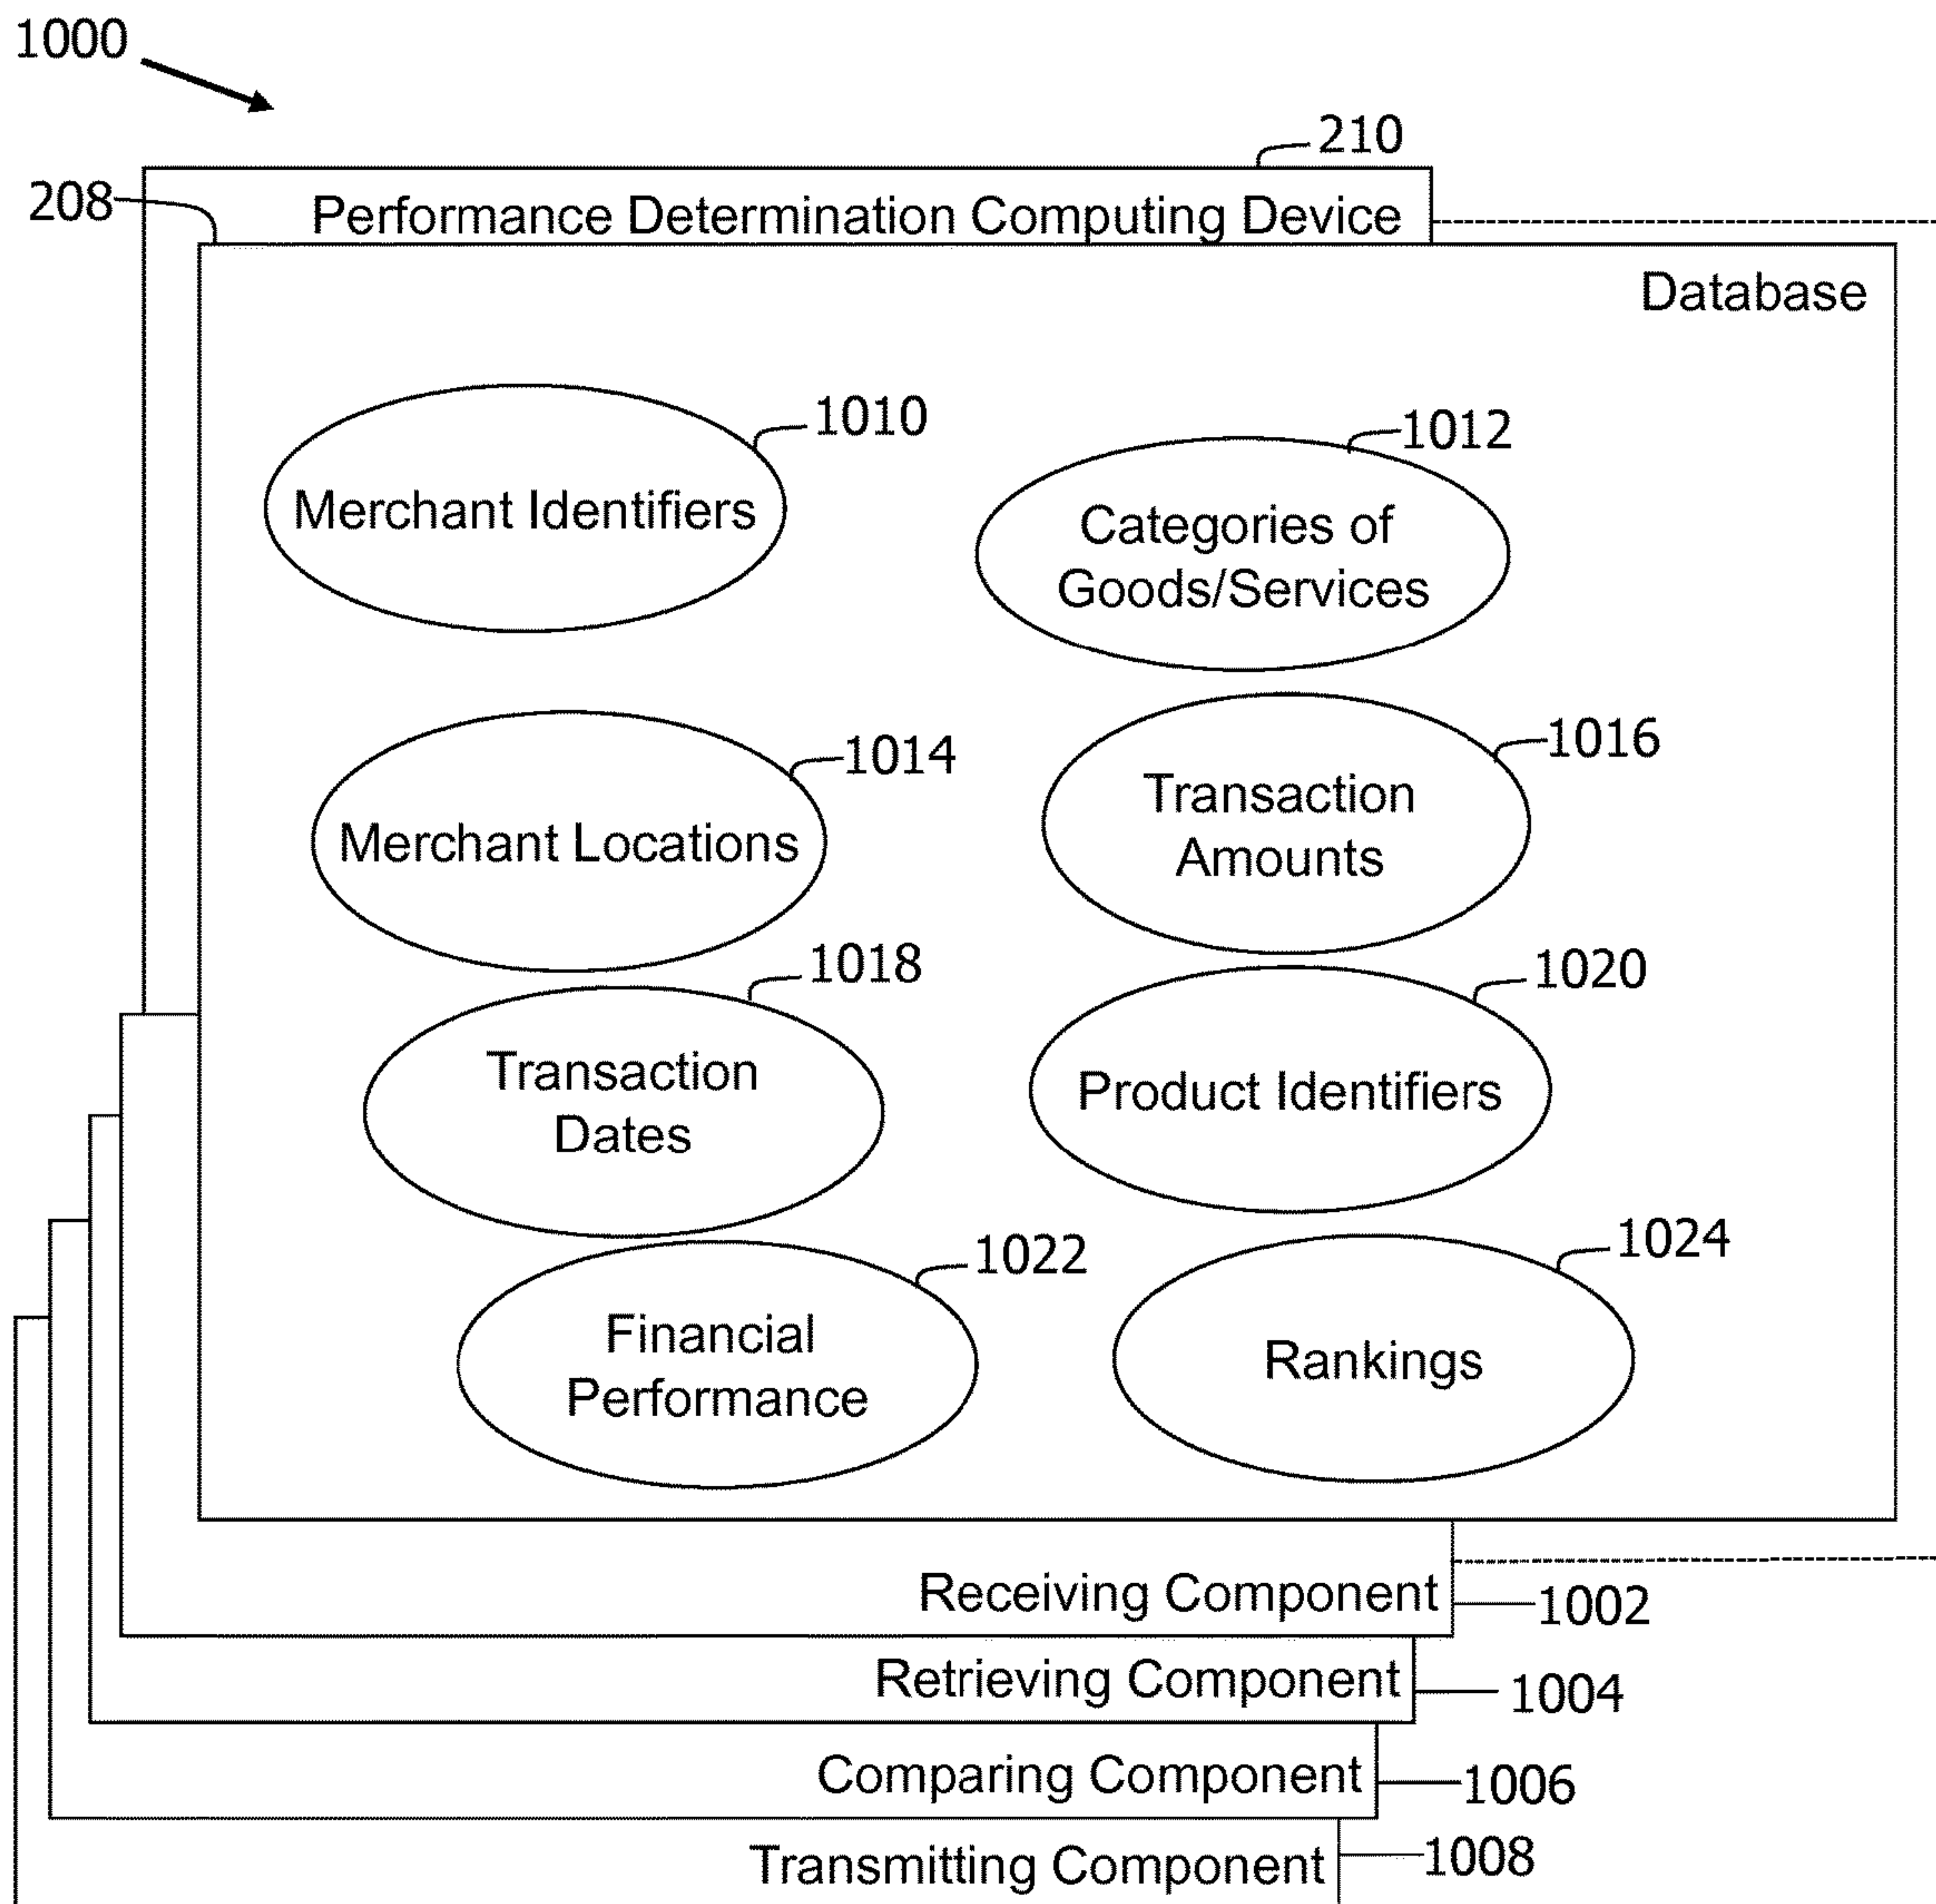 1000
210
208
Performance Determination Computing Device
Database
1010
1012
Merchant Identifiers
Categories of
Goods/Services
1014
1016
Merchant Locations
Transaction
Amounts
1018
1020
Transaction
Dates
Product Identifiers
1022
1024
Financial
Performance
Rankings
Receiving Component
1002
Retrieving Component
1004
Comparing Component
1006
Transmitting Component
1008